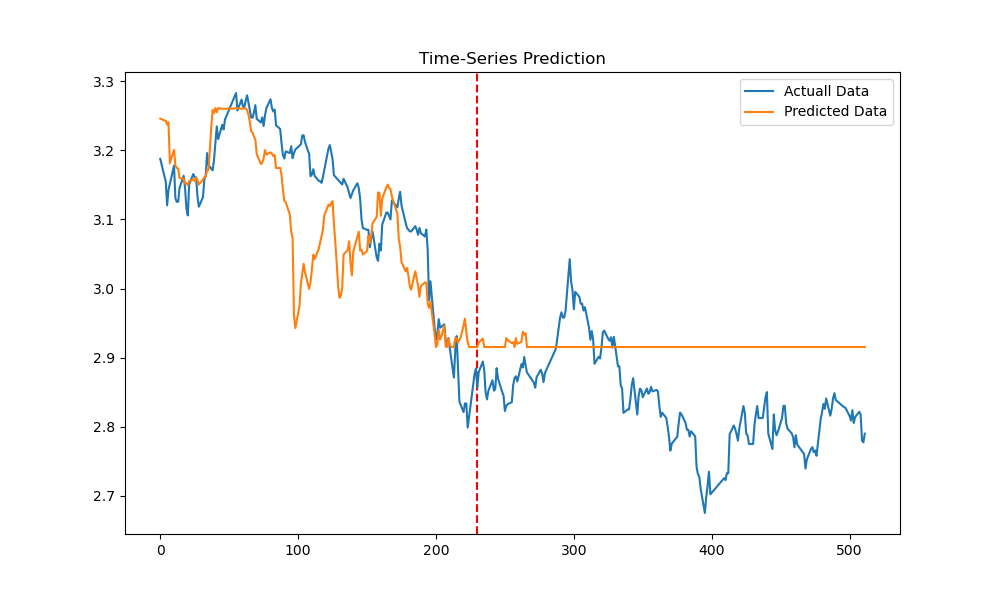 Time-Series Prediction
Actuall Data
Predicted Data
3.3
3.2
3.1
3.0
2.9
2.8
2.7
0 100 200 300 400 500